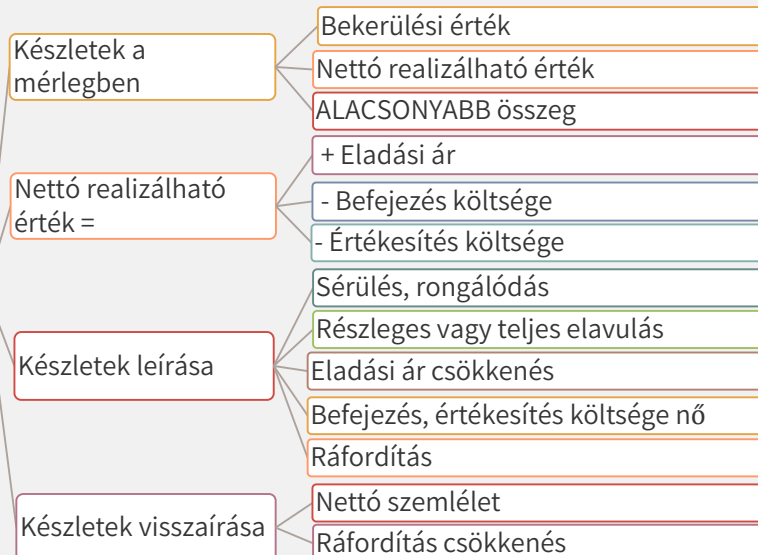 Készletek a
mérlegben
Bekerülési érték
Nettó realizálható érték
ALACSONYABB összeg
Nettó realizálható
érték =
+ Eladási ár
- Befejezés költsége
- Értékesítés költsége
Készletek leírása
Sérülés, rongálódás
Részleges vagy teljes elavulás
Eladási ár csökkenés
Befejezés, értékesítés költsége nő
Ráfordítás
Készletek visszaírása
Nettó szemlélet
Ráfordítás csökkenés